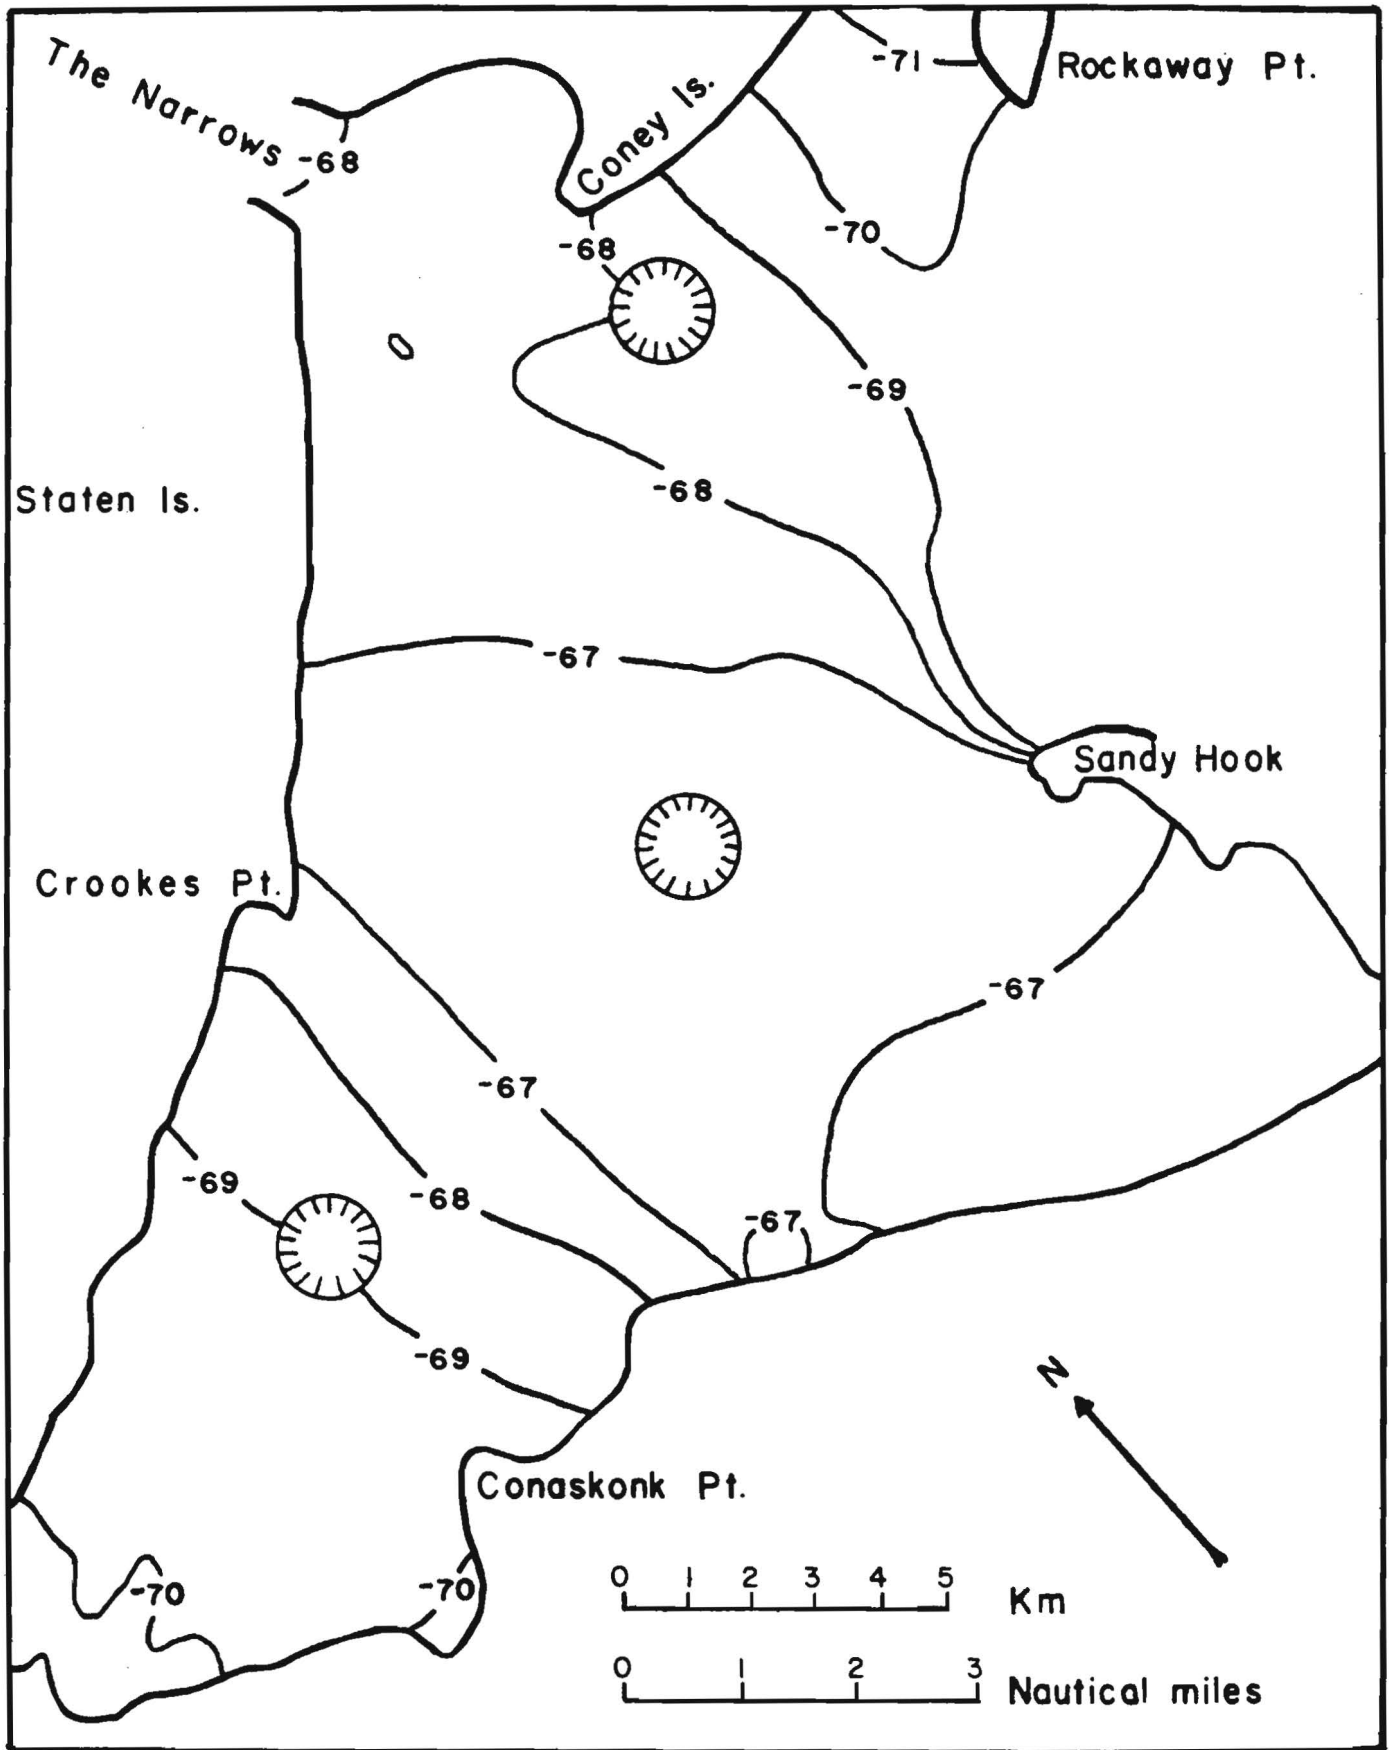 -71
Rockaway Pt.
The Narrows
-68
Coney Is.
-70
-68
-69
-68
Staten Is.
-67
Sandy Hook
Crookes Pt.
-67
-67
-69
-68
-67
-69
N
Conaskonk Pt.
-70
-70
0 1 2 3 4 5
Km
0 1 2 3
Nautical miles